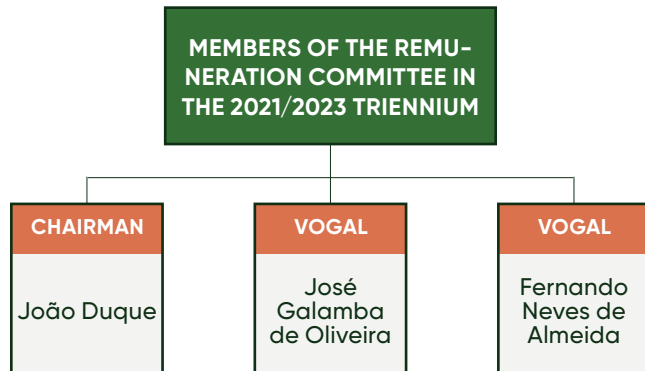 MEMBERS OF THE REMU-
NERATION COMMITTEE IN
THE 2021/2023 TRIENNIUM
CHAIRMAN
João Duque
VOGAL
José
Galamba
de Oliveira
VOGAL
Fernando
Neves de
Almeida